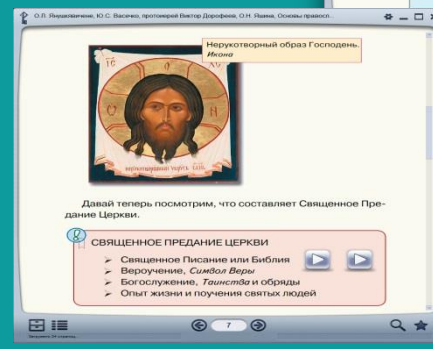 О.Л. Янушкявичене, Ю.С. Васечко, протоиерей Виктор Дорофеев, О.Н. Яшина, Основы правосл...
Нерукотворный образ Господень.
Икона
Давай теперь посмотрим, что составляет Священное Пре-
дание Церкви.
СВЯЩЕННОЕ ПРЕДАНИЕ ЦЕРКВИ
➢ Священное Писание или Библия
➢ Вероучение, Символ Веры
➢ Богослужение, Таинства и обряды
➢ Опыт жизни и поучения святых людей
7